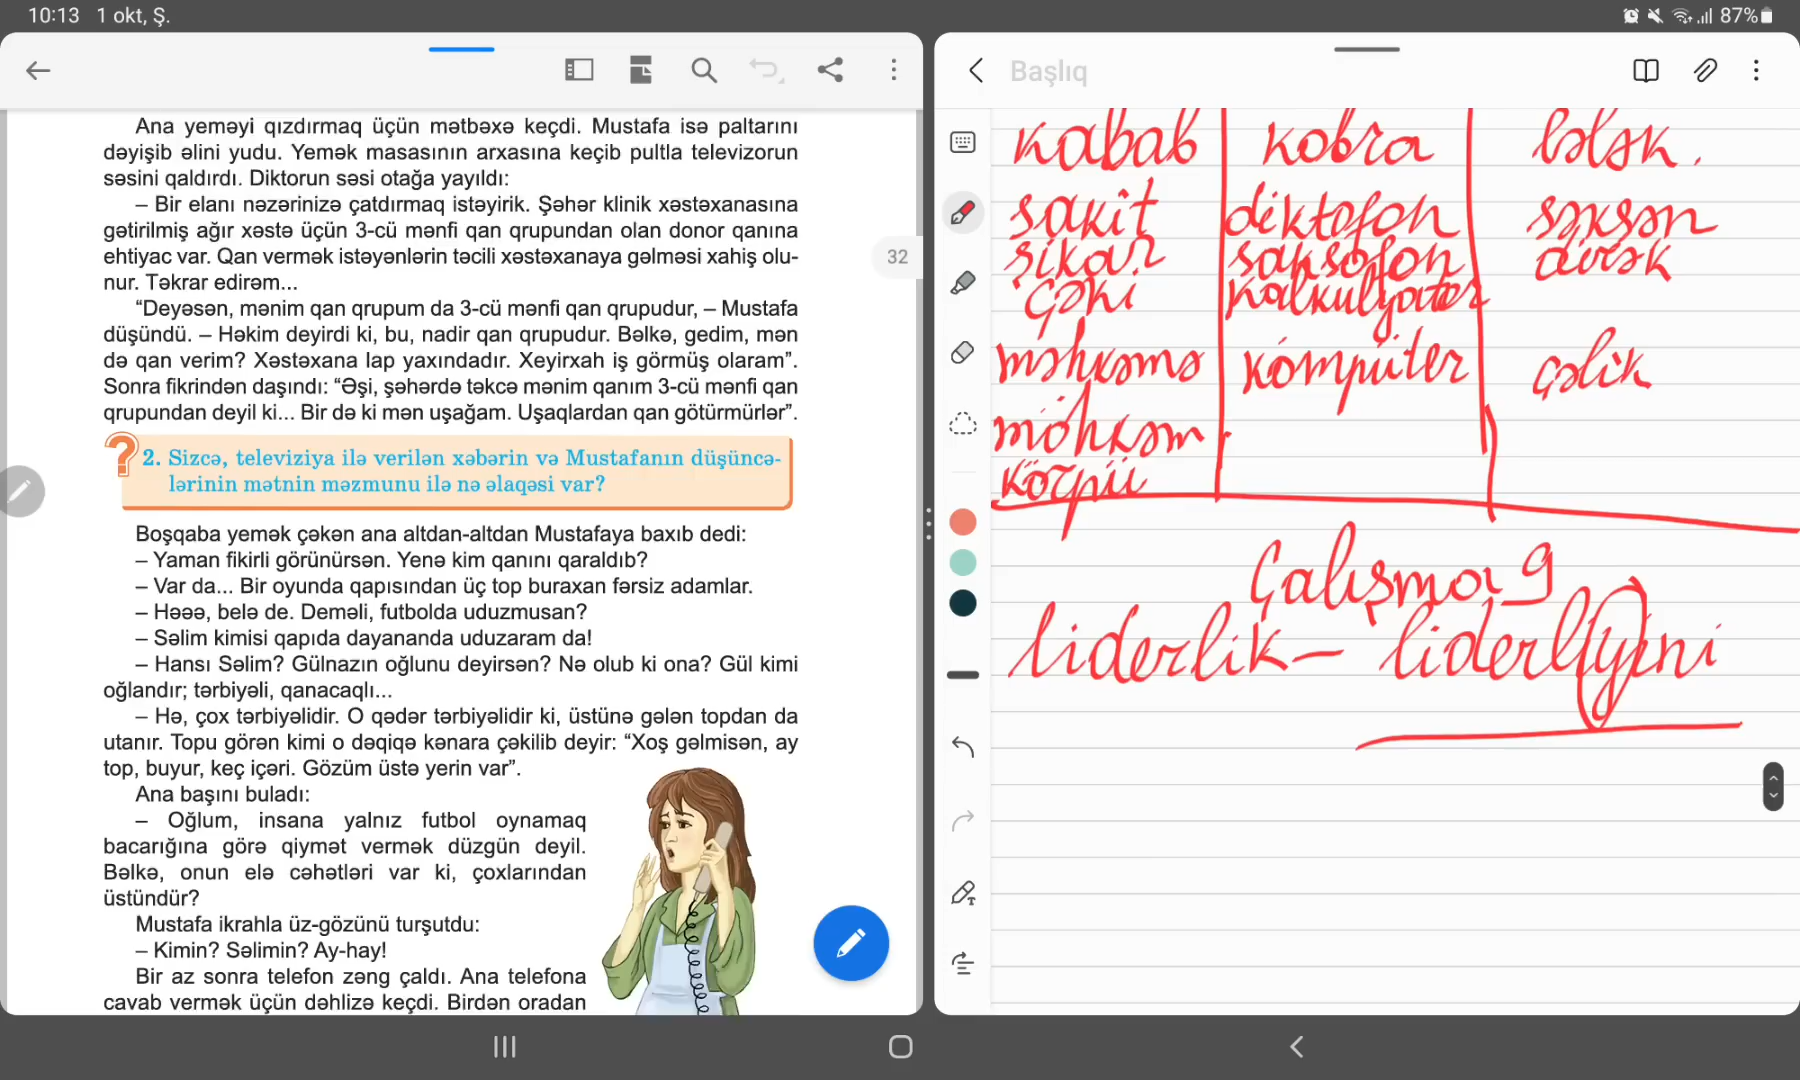 10:13 1 okt, Ş.
87%
Ana yeməyi qızdırmaq üçün mətbəxə keçdi. Mustafa isə paltarını
dəyişib əlini yudu. Yemək masasının arxasına keçib pultla televizorun
səsini qaldırdı. Diktorun səsi otağa yayıldı:
– Bir elanı nəzərinizə çatdırmaq istəyirik. Şəhər klinik xəstəxanasına
gətirilmiş ağır xəstə üçün 3-cü mənfi qan qrupundan olan donor qanına
ehtiyac var. Qan vermək istəyənlərin təcili xəstəxanaya gəlməsi xahiş olu-
nur. Təkrar edirəm...
32
“Deyəsən, mənim qan qrupum da 3-cü mənfi qan qrupudur, – Mustafa
düşündü. – Həkim deyirdi ki, bu, nadir qan qrupudur. Bəlkə, gedim, mən
də qan verim? Xəstəxana lap yaxındadır. Xeyirxah iş görmüş olaram”.
Sonra fikrindən daşındı: “Əşi, şəhərdə təkcə mənim qanım 3-cü mənfi qan
qrupundan deyil ki... Bir də ki mən uşağam. Uşaqlardan qan götürmürlər”.
? 2. Sizcə, televiziya ilə verilən xəbərin və Mustafanın düşüncə-
lərinin mətnin məzmunu ilə nə əlaqəsi var?
Boşqaba yemək çəkən ana altdan-altdan Mustafaya baxıb dedi:
– Yaman fikirli görünürsən. Yenə kim qanını qaraldıb?
– Var da... Bir oyunda qapısından üç top buraxan fərsiz adamlar.
– Həəə, belə de. Deməli, futbolda uduzmusan?
– Səlim kimisi qapıda dayananda uduzaram da!
– Hansı Səlim? Gülnazın oğlunu deyirsən? Nə olub ki ona? Gül kimi
oğlandır; tərbiyəli, qanacaqlı...
– Hə, çox tərbiyəlidir. O qədər tərbiyəlidir ki, üstünə gələn topdan da
utanır. Topu görən kimi o dəqiqə kənara çəkilib deyir: “Xoş gəlmisən, ay
top, buyur, keç içəri. Gözüm üstə yerin var”.
Ana başını buladı:
– Oğlum, insana yalnız futbol oynamaq
bacarığına görə qiymət vermək düzgün deyil.
Bəlkə, onun elə cəhətləri var ki, çoxlarından
üstündür?
Mustafa ikrahla üz-gözünü turşutdu:
– Kimin? Səlimin? Ay-hay!
Bir az sonra telefon zəng çaldı. Ana telefona
cavab vermək üçün dəhlizə keçdi. Birdən oradan
Başlıq
kabab kobra lələk.
sakit diktofon səksən
şikar saksofon dirək
çəki kalkulyator
məhkəmə kompüter çəlik
möhkəm.
körpü
Çalışma 9
liderlik – liderliyini